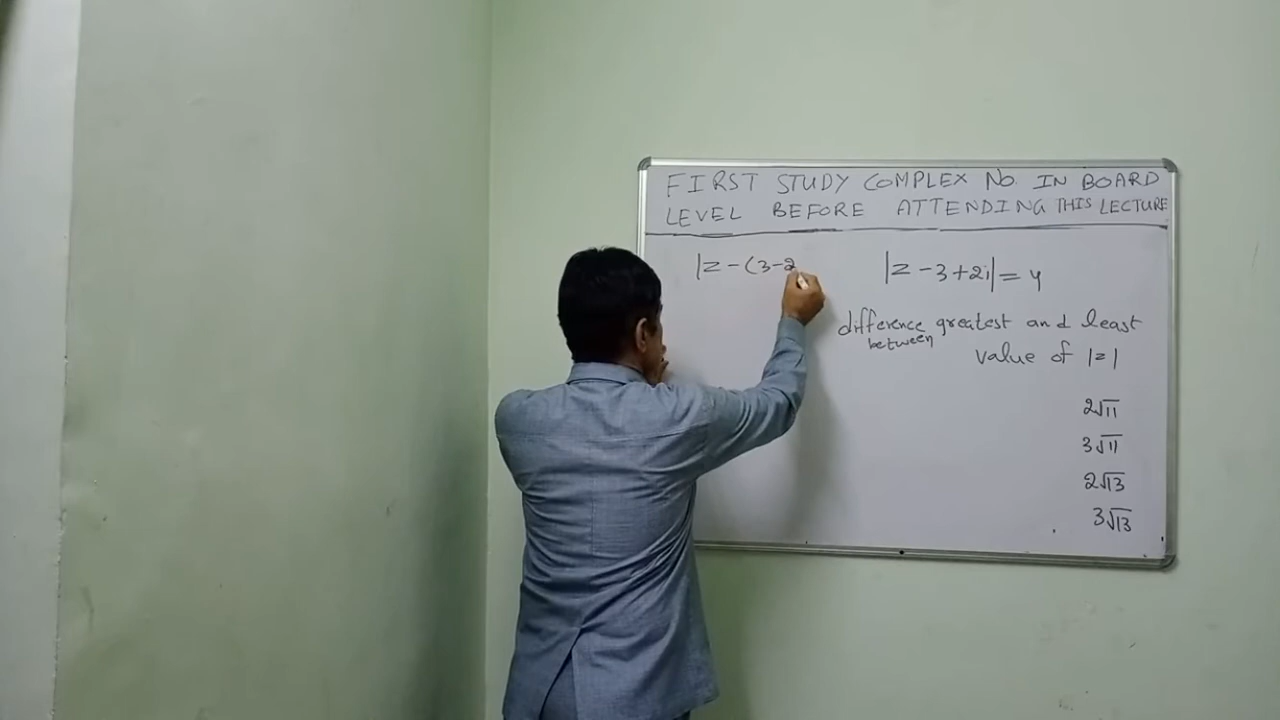 FIRST STUDY COMPLEX NO. IN BOARD
LEVEL BEFORE ATTENDING THIS LECTURE
|z-(3-2
|z-3+2i|=4
difference greatest and least
between
value of |z|
2√11
3√11
2√13
3√13